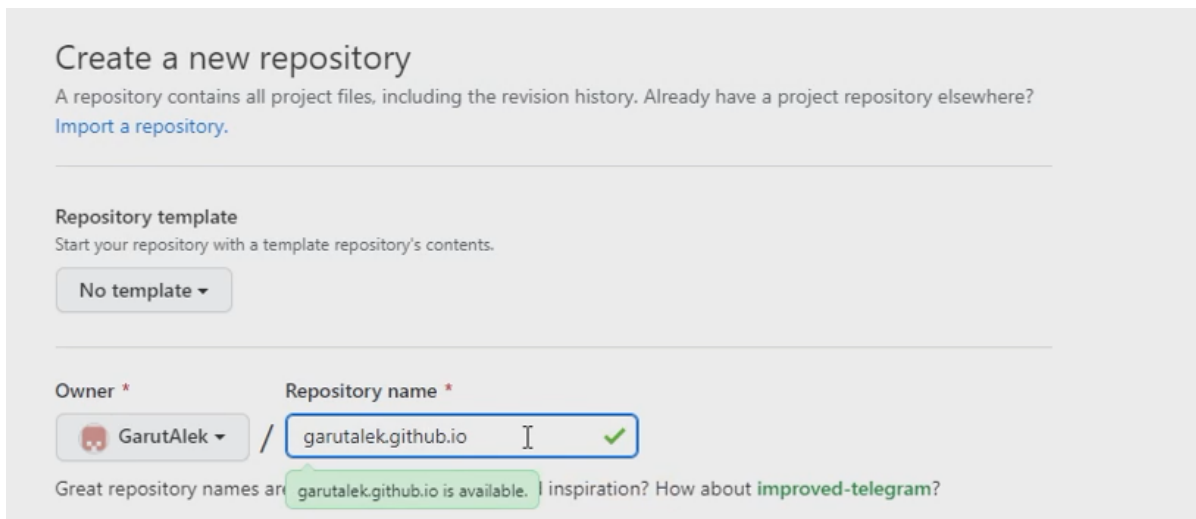 Create a new repository
A repository contains all project files, including the revision history. Already have a project repository elsewhere?
Import a repository.
Repository template
Start your repository with a template repository's contents.
No template
Owner * Repository name *
GarutAlek / garutalek.github.io
Great repository names are inspiration? How about improved-telegram?
garutalek.github.io is available.